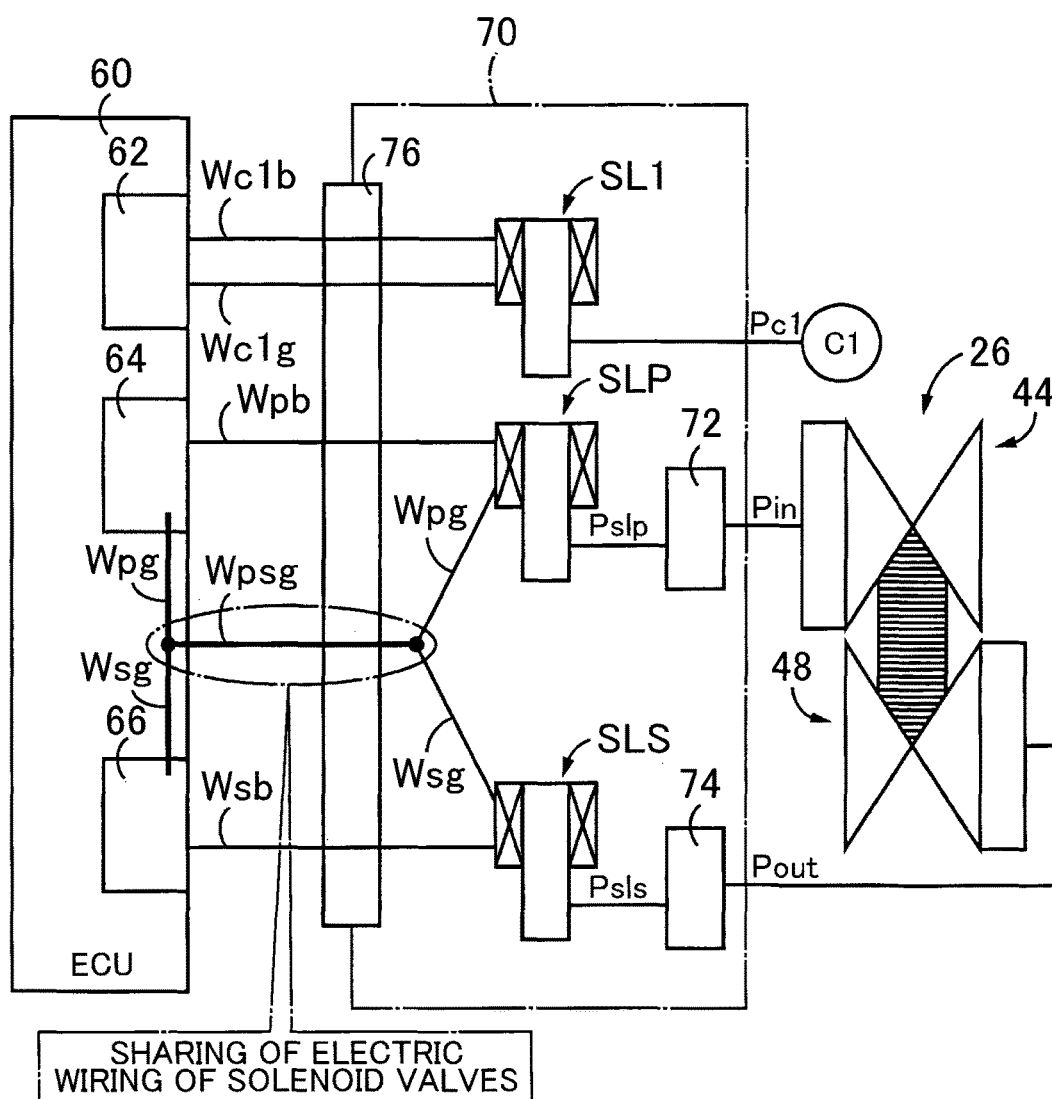 70
60
62
76
SL1
Wc1b
Wc1g
Pc1
C1
26
44
64
Wpb
SLP
72
Wpg
Pslp
Pin
Wpg
Wpsg
Wsg
48
66
Wsb
Wsg
SLS
74
Psls
Pout
ECU
SHARING OF ELECTRIC
WIRING OF SOLENOID VALVES